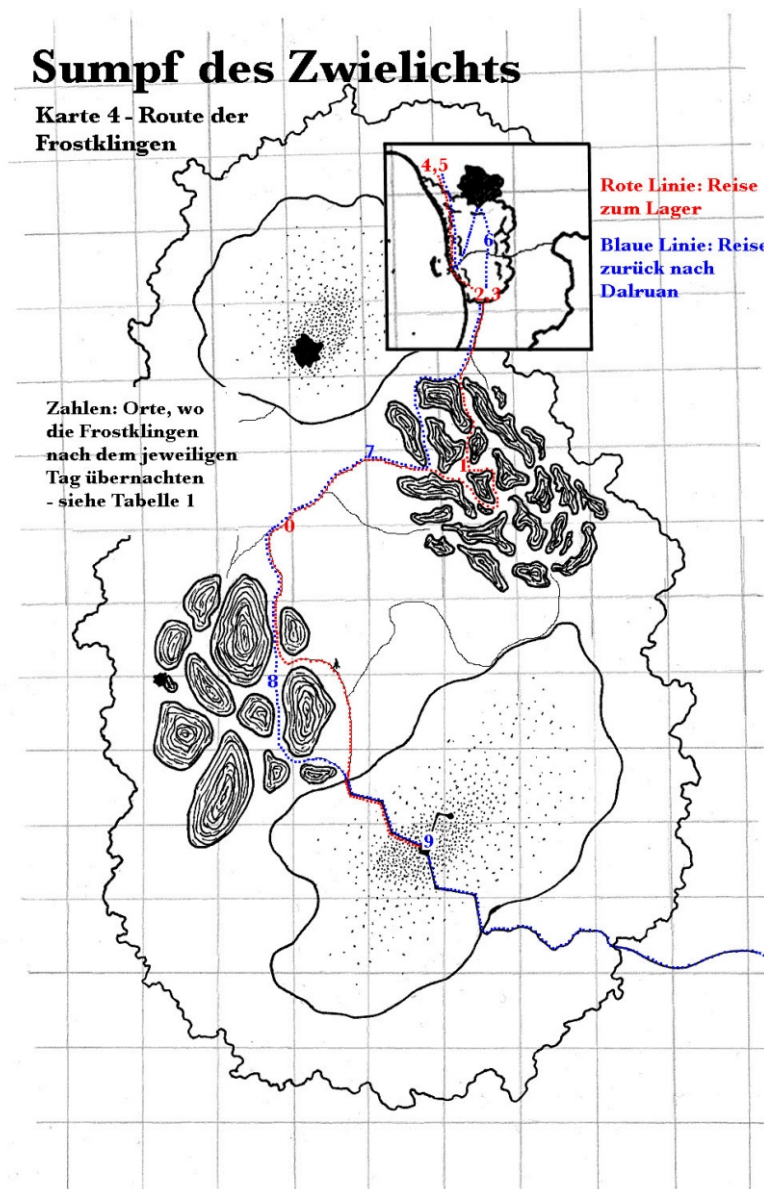 Sumpf des Zwielichts
Karte 4 - Route der
Frostklingen
4,5
6
2,3
Rote Linie: Reise
zum Lager
Blaue Linie: Reise
zurück nach
Dalruan
Zahlen: Orte, wo
die Frostklingen
nach dem jeweiligen
Tag übernachten
- siehe Tabelle 1
7
1
0
8
9